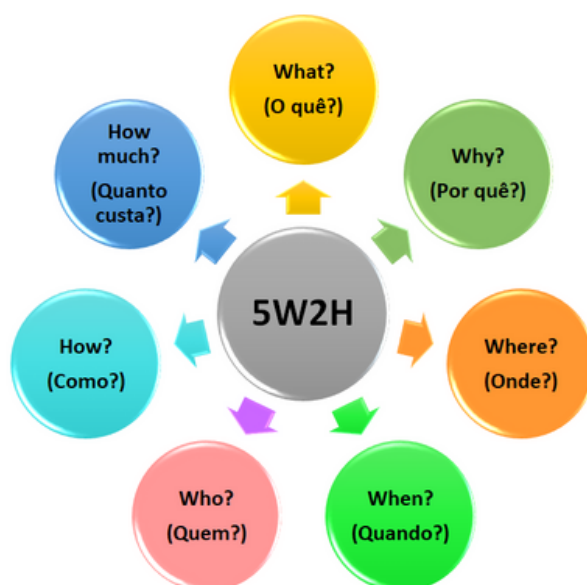 What?
(O quê?)
Why?
(Por quê?)
Where?
(Onde?)
When?
(Quando?)
Who?
(Quem?)
How?
(Como?)
How
much?
(Quanto
custa?)
5W2H